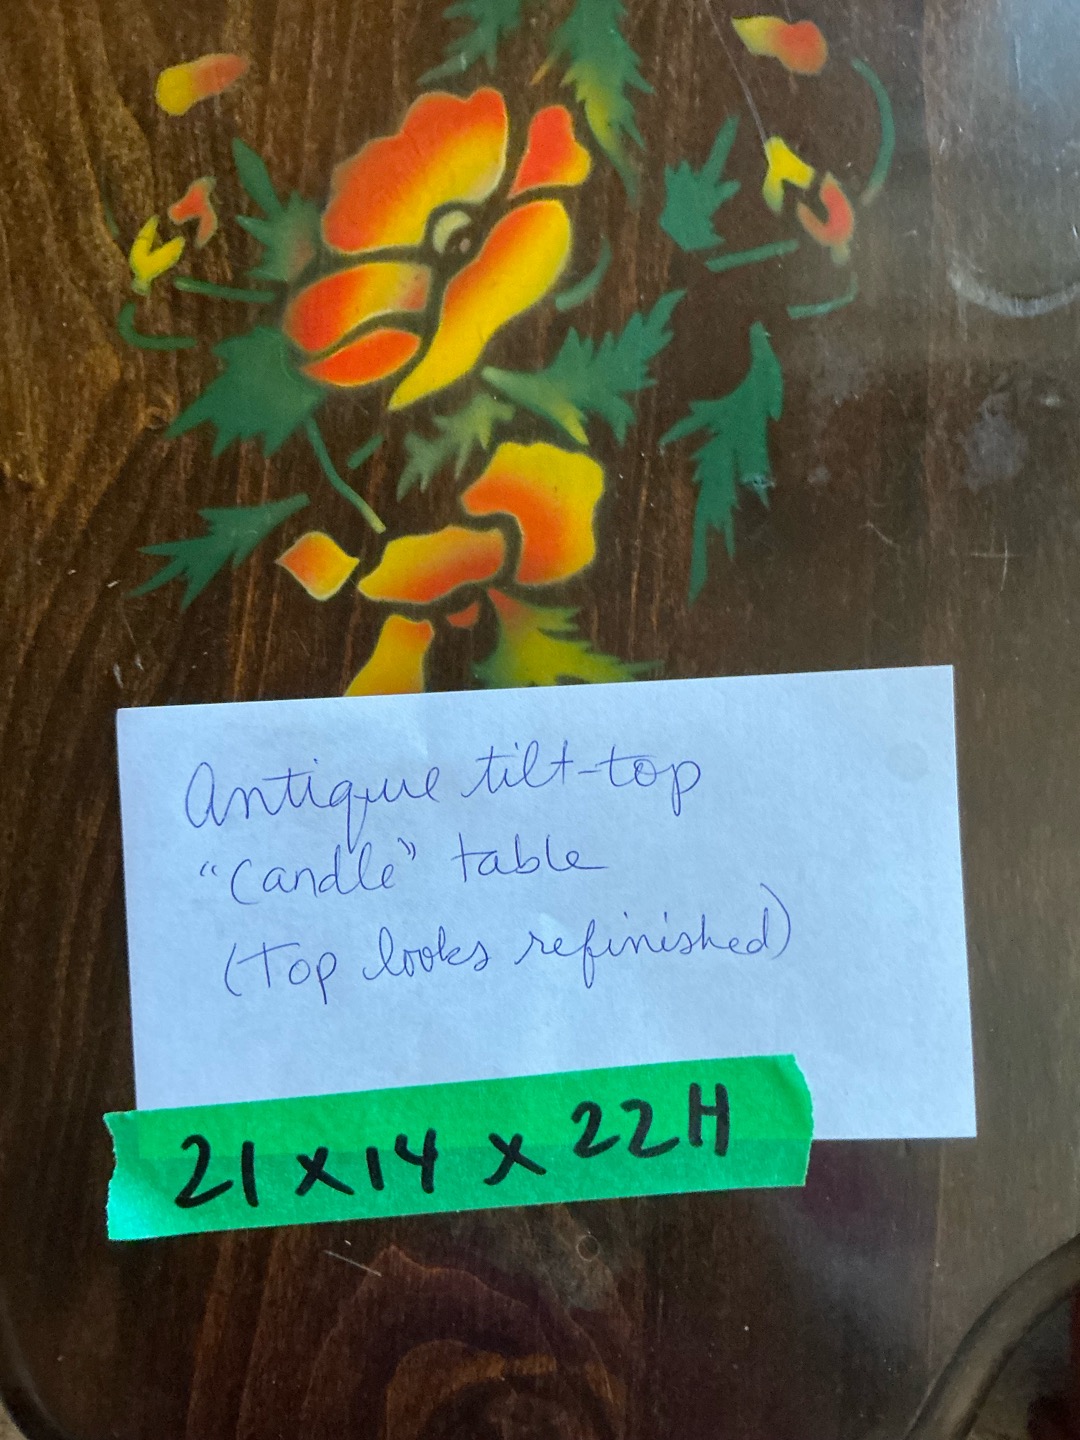 Antique tilt-top
"Candle" table
(Top looks refinished)
21 x 14 x 22H